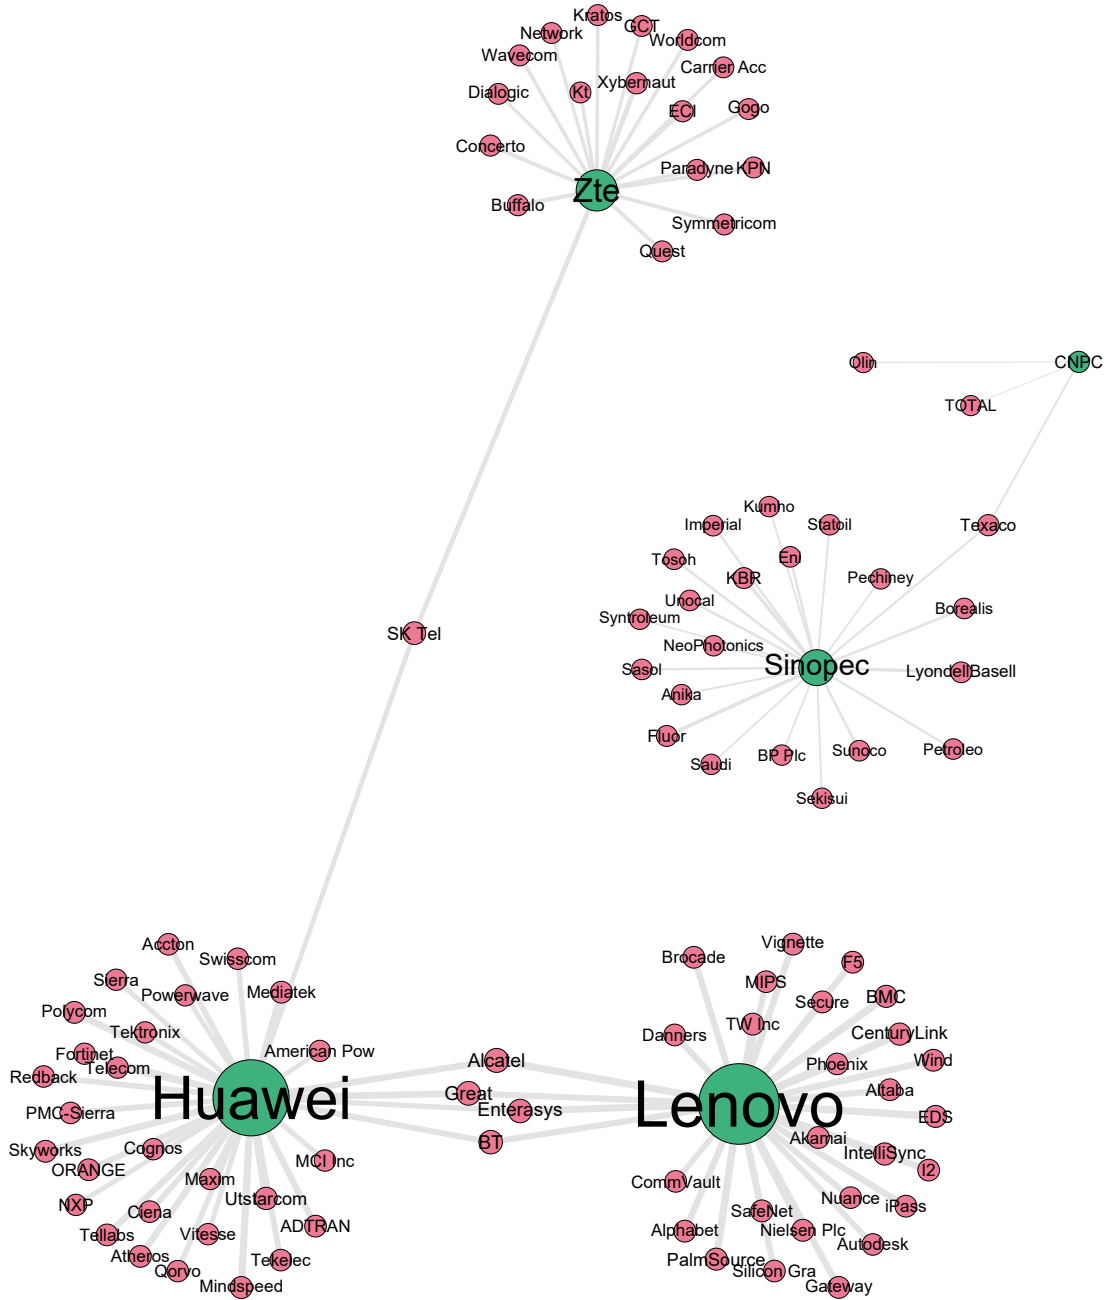 Kratos
GCT
Network
Worldcom
Wavecom
Carrier Acc
Xybernaut
Dialogic
Kt
ECI
Gogo
Concerto
Paradyne
KPN
Zte
Buffalo
Symmetricom
Quest
Olin
CNPC
TOTAL
Kumho
Imperial
Statoil
Texaco
Tosoh
Eni
KBR
Pechiney
Unocal
Borealis
Syntroleum
SK Tel
NeoPhotonics
Sinopec
Sasol
LyondellBasell
Anika
Fluor
BP Plc
Sunoco
Petroleo
Saudi
Sekisui
Accton
Swisscom
Vignette
Brocade
F5
Sierra
Powerwave
Mediatek
MIPS
Secure
BMC
Polycom
Tektronix
TW Inc
Danners
CenturyLink
Fortinet
Telecom
American Pow
Alcatel
Phoenix
Wind
Redback
Huawei
Great
Lenovo
Altaba
PMC-Sierra
Enterasys
EDS
Skyworks
Cognos
BT
Akamai
IntelliSync
ORANGE
MCI Inc
I2
Maxim
CommVault
NXP
Utstarcom
Nuance
iPass
Ciena
SafeNet
Tellabs
Vitesse
ADTRAN
Alphabet
Nielsen Plc
Autodesk
Atheros
Tekelec
PalmSource
Qorvo
Silicon Gra
Mindspeed
Gateway